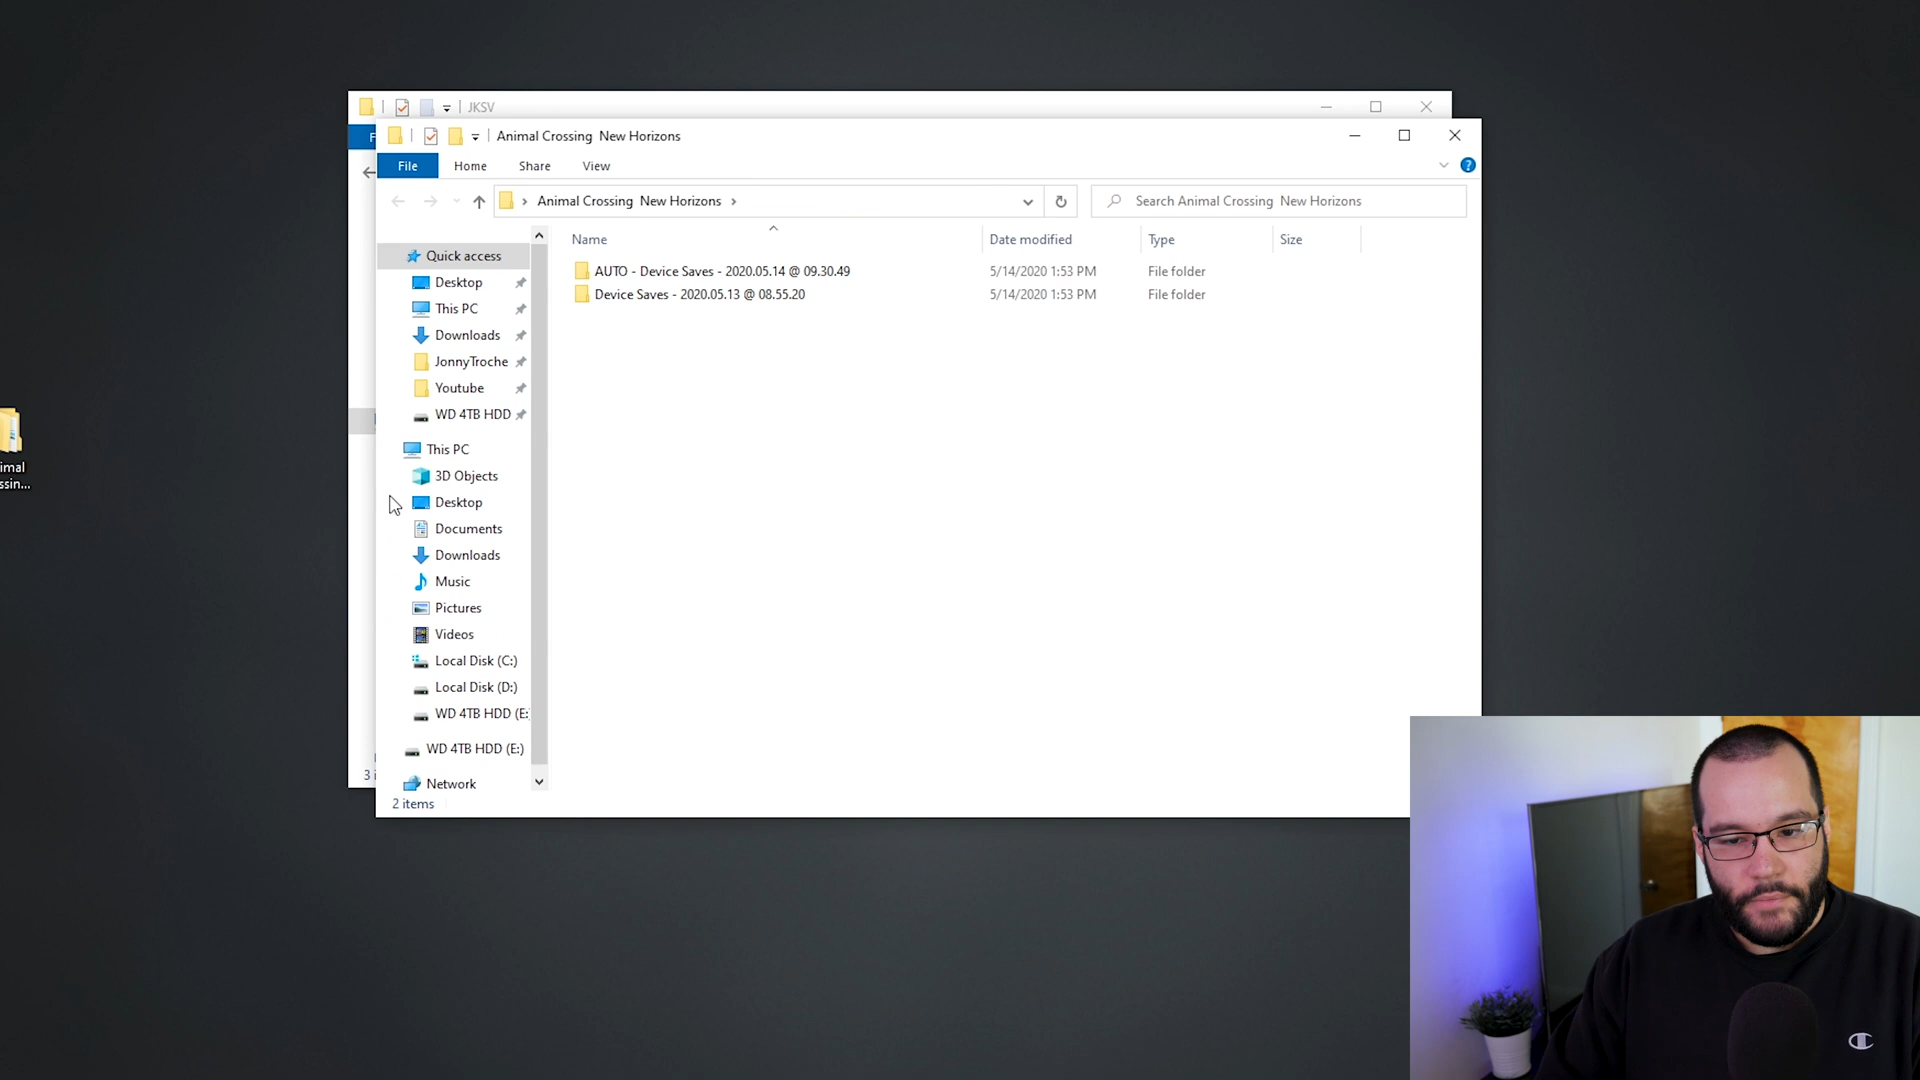 JKSV
Animal Crossing  New Horizons
File Home Share View
Animal Crossing  New Horizons
Search Animal Crossing  New Horizons
Name Date modified Type Size
AUTO - Device Saves - 2020.05.14 @ 09.30.49 5/14/2020 1:53 PM File folder
Device Saves - 2020.05.13 @ 08.55.20 5/14/2020 1:53 PM File folder
Quick access
Desktop
This PC
Downloads
JonnyTroche
Youtube
WD 4TB HDD
This PC
3D Objects
Desktop
Documents
Downloads
Music
Pictures
Videos
Local Disk (C:)
Local Disk (D:)
WD 4TB HDD (E:
WD 4TB HDD (E:)
Network
2 items
3 i
imal
ssin...